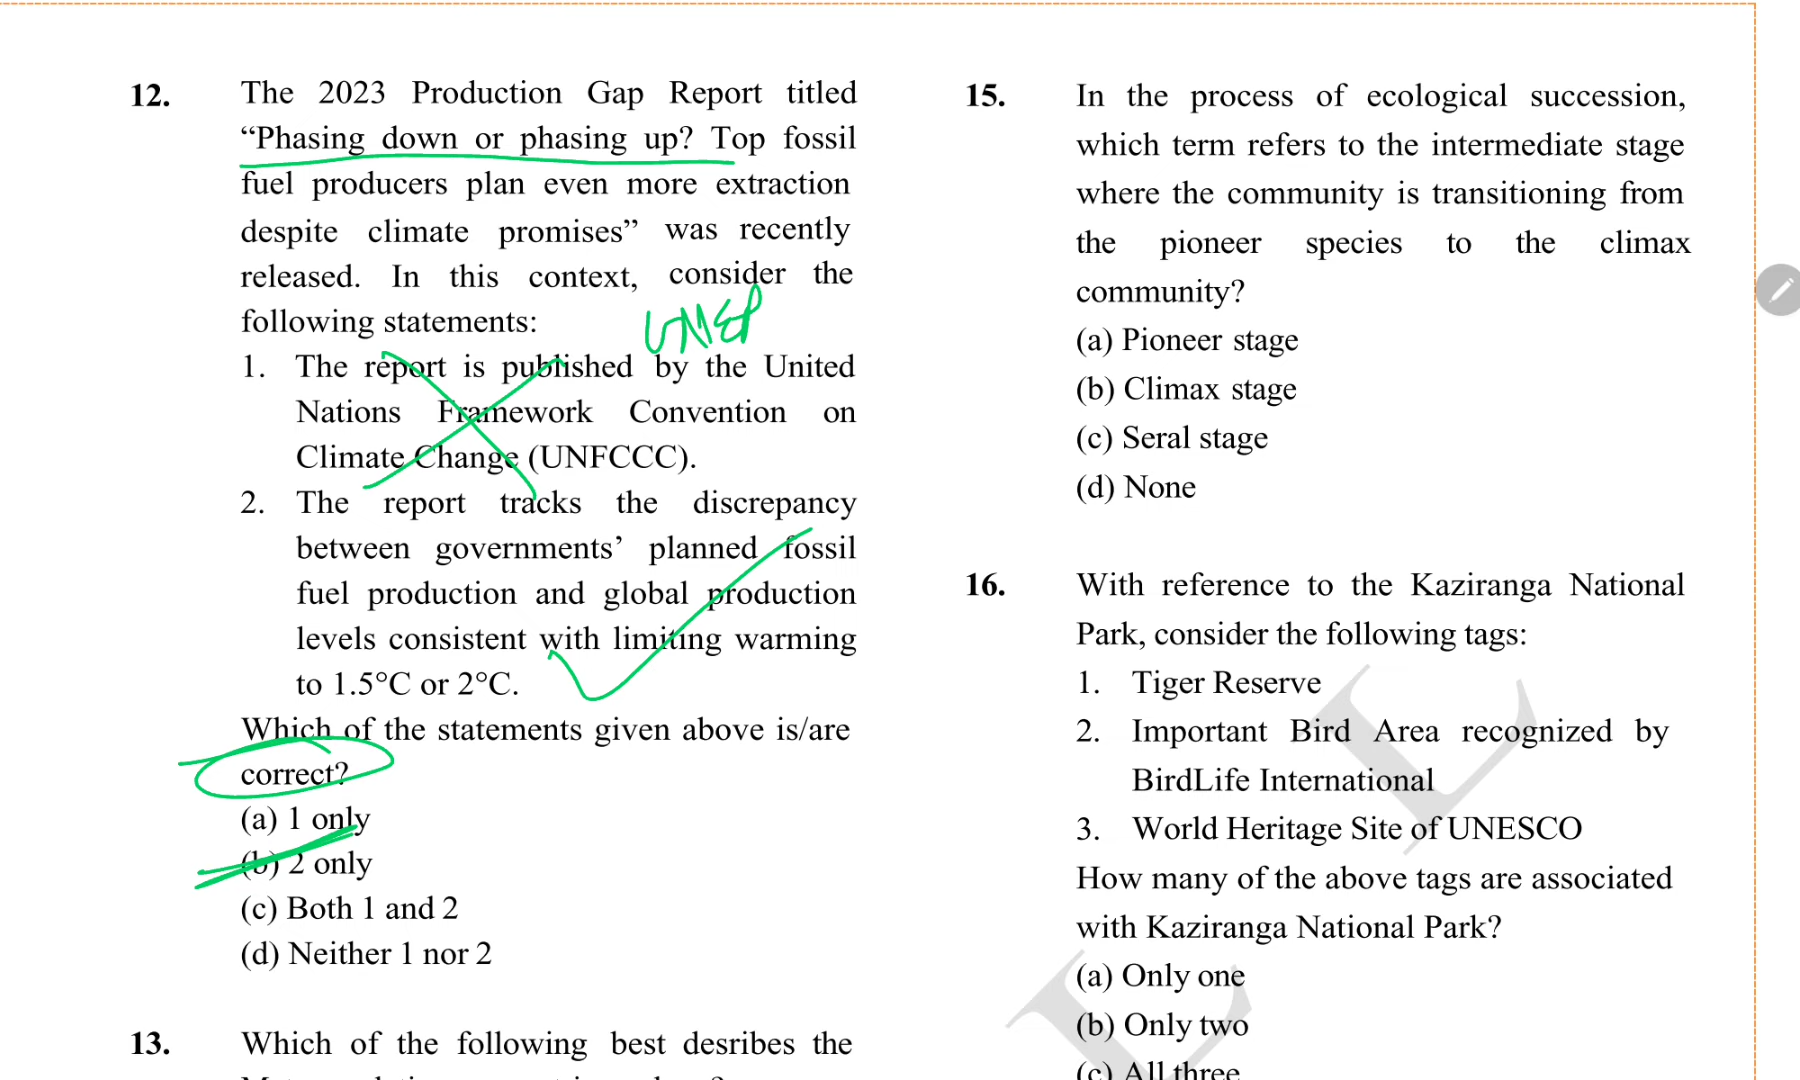 12. The 2023 Production Gap Report titled
“Phasing down or phasing up? Top fossil
fuel producers plan even more extraction
despite climate promises” was recently
released. In this context, consider the
following statements:
UNEP
1. The report is published by the United
Nations Framework Convention on
Climate Change (UNFCCC).
2. The report tracks the discrepancy
between governments’ planned fossil
fuel production and global production
levels consistent with limiting warming
to 1.5°C or 2°C.
Which of the statements given above is/are
correct?
(a) 1 only
(b) 2 only
(c) Both 1 and 2
(d) Neither 1 nor 2
13. Which of the following best desribes the
15. In the process of ecological succession,
which term refers to the intermediate stage
where the community is transitioning from
the pioneer species to the climax
community?
(a) Pioneer stage
(b) Climax stage
(c) Seral stage
(d) None
16. With reference to the Kaziranga National
Park, consider the following tags:
1. Tiger Reserve
2. Important Bird Area recognized by
BirdLife International
3. World Heritage Site of UNESCO
How many of the above tags are associated
with Kaziranga National Park?
(a) Only one
(b) Only two
(c) All three